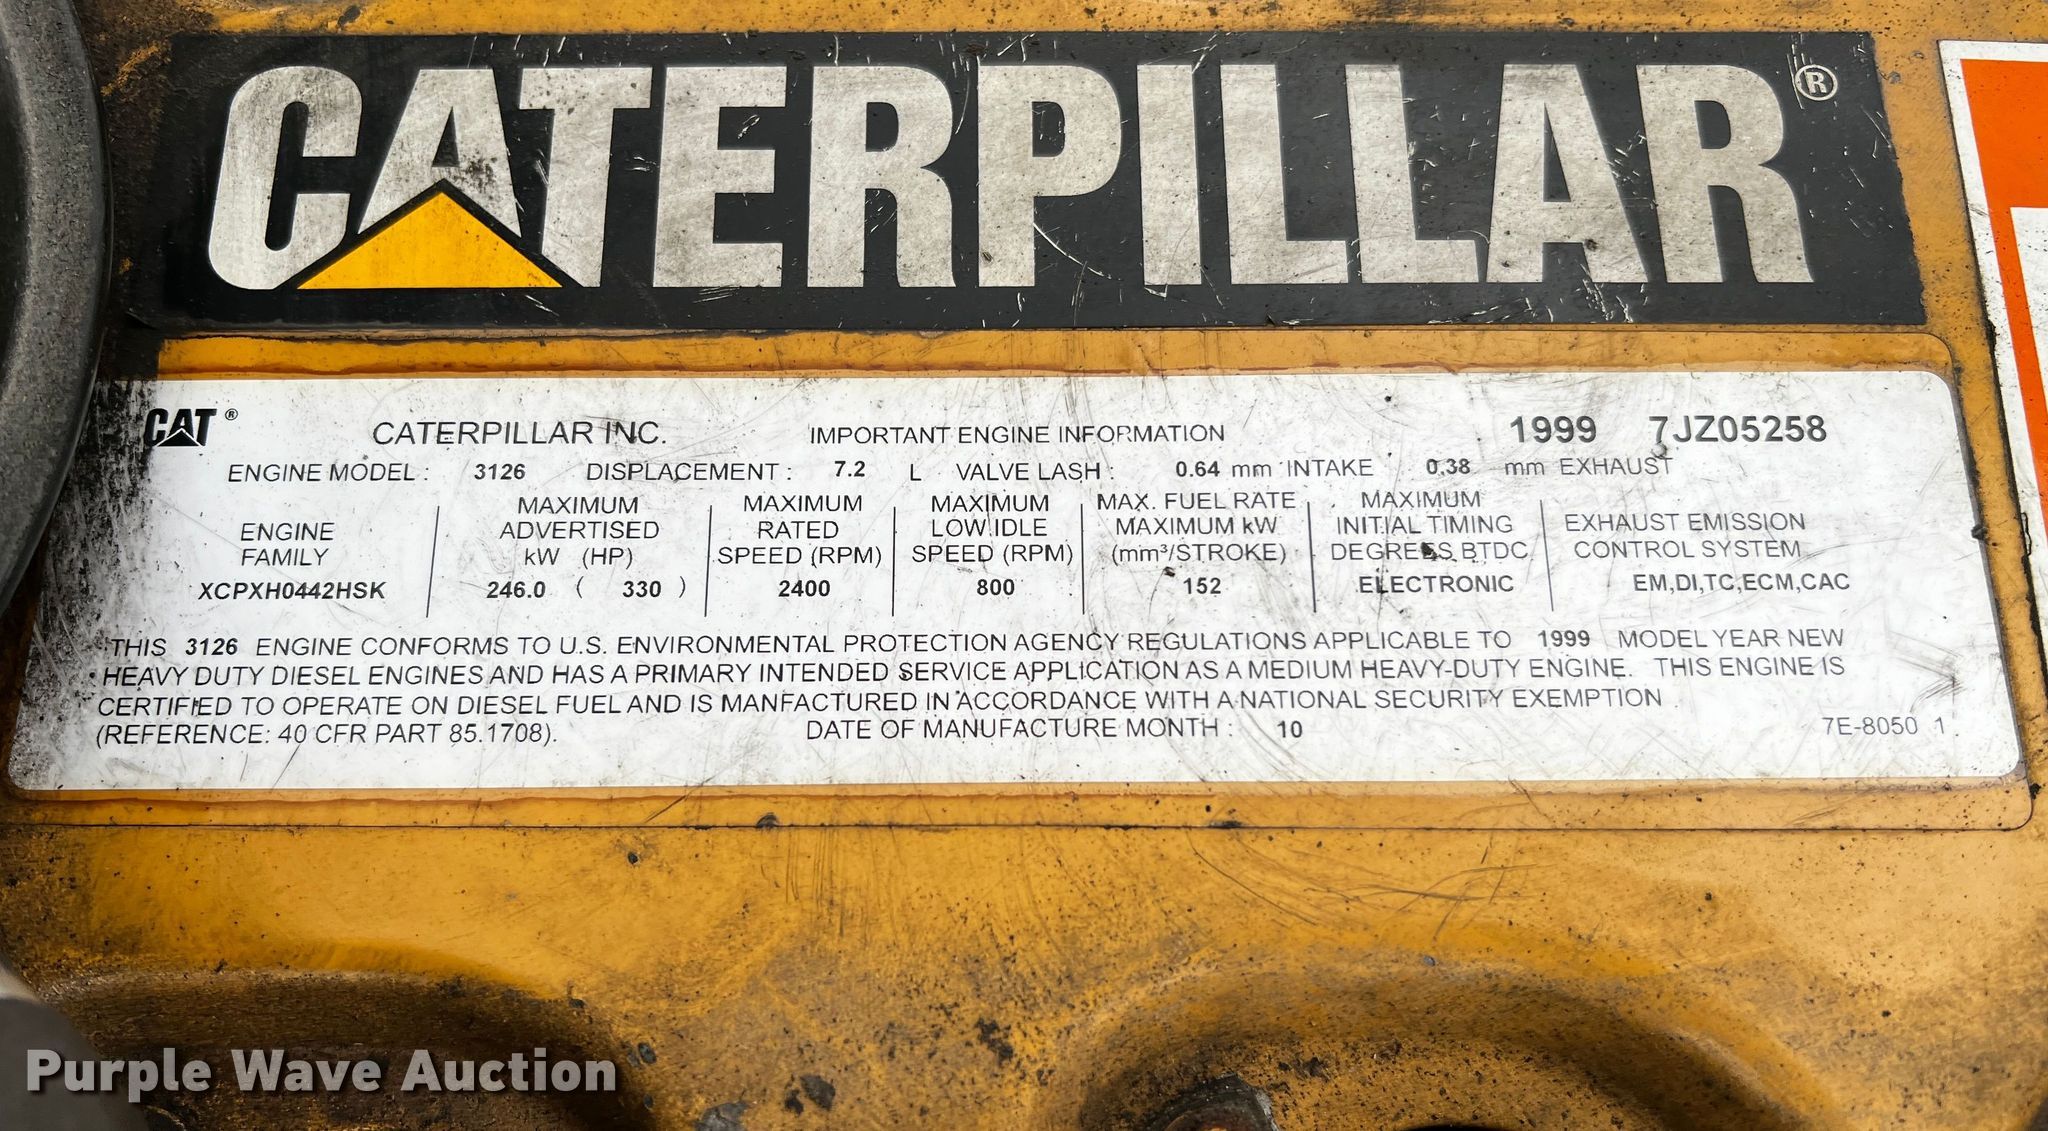 CATERPILLAR®
CAT® CATERPILLAR INC. IMPORTANT ENGINE INFORMATION 1999 7JZ05258
ENGINE MODEL: 3126 DISPLACEMENT: 7.2 L VALVE LASH: 0.64 mm INTAKE 0.38 mm EXHAUST
ENGINE FAMILY
XCPXH0442HSK
MAXIMUM
ADVERTISED
kW (HP)
246.0 ( 330 )
MAXIMUM
RATED
SPEED (RPM)
2400
MAXIMUM
LOW IDLE
SPEED (RPM)
800
MAX. FUEL RATE
MAXIMUM kW
(mm³/STROKE)
152
MAXIMUM
INITIAL TIMING
DEGREES BTDC
ELECTRONIC
EXHAUST EMISSION
CONTROL SYSTEM
EM,DI,TC,ECM,CAC
THIS 3126 ENGINE CONFORMS TO U.S. ENVIRONMENTAL PROTECTION AGENCY REGULATIONS APPLICABLE TO 1999 MODEL YEAR NEW
HEAVY DUTY DIESEL ENGINES AND HAS A PRIMARY INTENDED SERVICE APPLICATION AS A MEDIUM HEAVY-DUTY ENGINE. THIS ENGINE IS
CERTIFIED TO OPERATE ON DIESEL FUEL AND IS MANFACTURED IN ACCORDANCE WITH A NATIONAL SECURITY EXEMPTION
(REFERENCE: 40 CFR PART 85.1708). DATE OF MANUFACTURE MONTH: 10 7E-8050 1
Purple Wave Auction